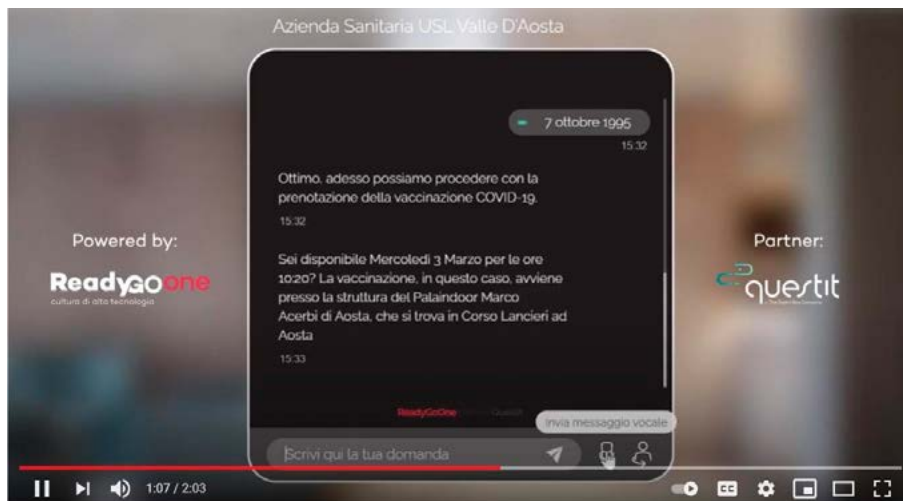 Azienda Sanitaria USL Valle D'Aosta
7 ottobre 1995
15:32
Ottimo, adesso possiamo procedere con la
prenotazione della vaccinazione COVID-19.
15:32
Sei disponibile Mercoledì 3 Marzo per le ore
10:20? La vaccinazione, in questo caso, avviene
presso la struttura del Palaindoor Marco
Acerbi di Aosta, che si trova in Corso Lancieri ad
Aosta
15:33
Powered by:
ReadyGOone
cultura di alta tecnologia
Partner:
questit
ReadyGoOne
Questit
Invia messaggio vocale
Scrivi qui la tua domanda
1:07 / 2:03
CC